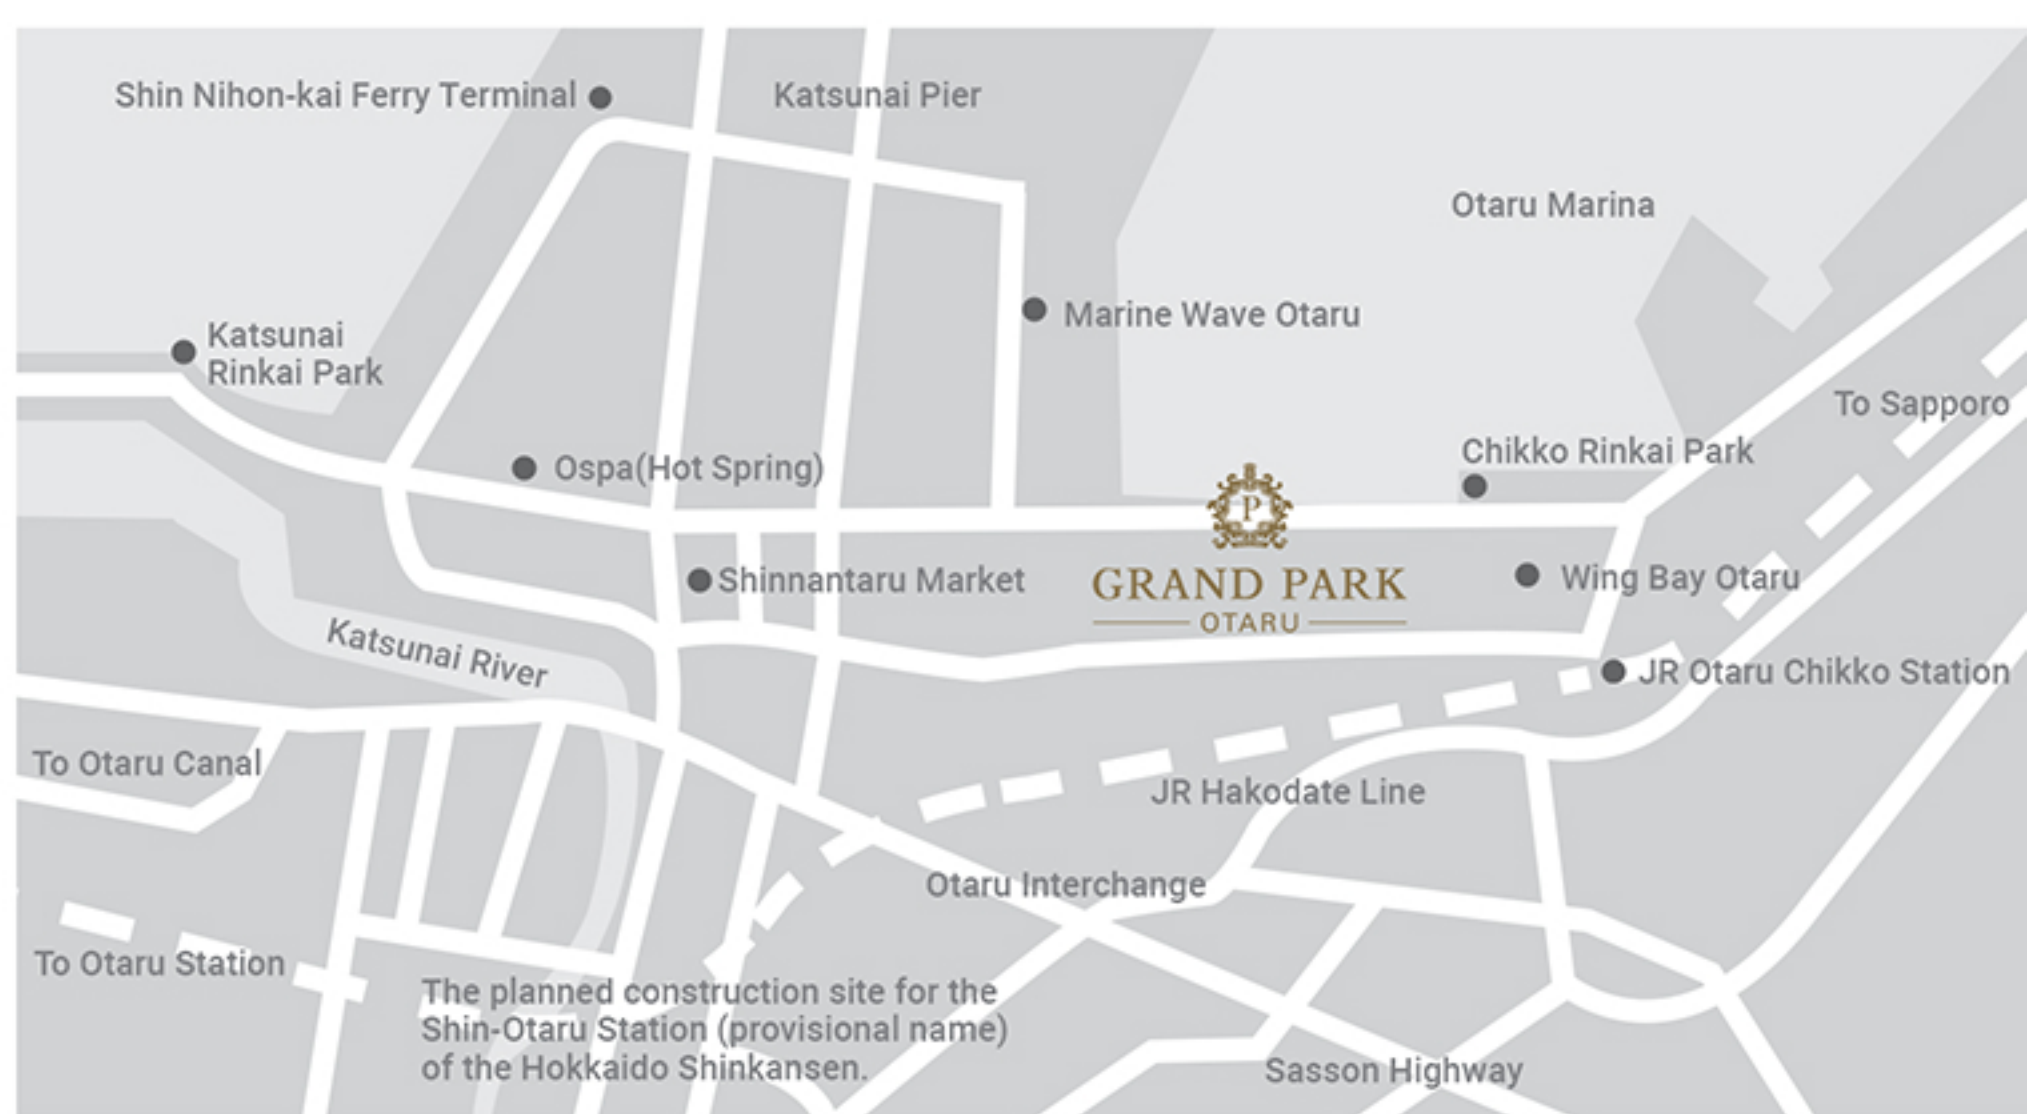 Shin Nihon-kai Ferry Terminal
Katsunai Pier
Otaru Marina
Marine Wave Otaru
Katsunai
Rinkai Park
To Sapporo
Chikko Rinkai Park
Ospa(Hot Spring)
P
GRAND PARK
OTARU
Shinnantaru Market
Wing Bay Otaru
Katsunai River
JR Otaru Chikko Station
To Otaru Canal
JR Hakodate Line
Otaru Interchange
To Otaru Station
The planned construction site for the
Shin-Otaru Station (provisional name)
of the Hokkaido Shinkansen.
Sasson Highway